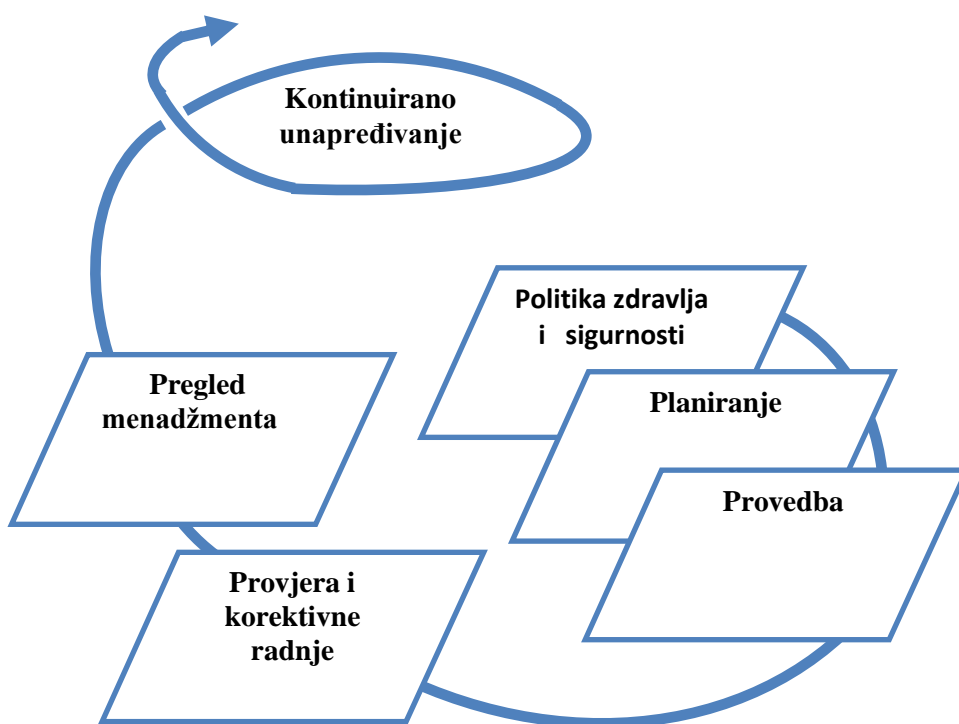 Kontinuirano
unapređivanje
Politika zdravlja
i sigurnosti
Planiranje
Provedba
Pregled
menadžmenta
Provjera i
korektivne
radnje